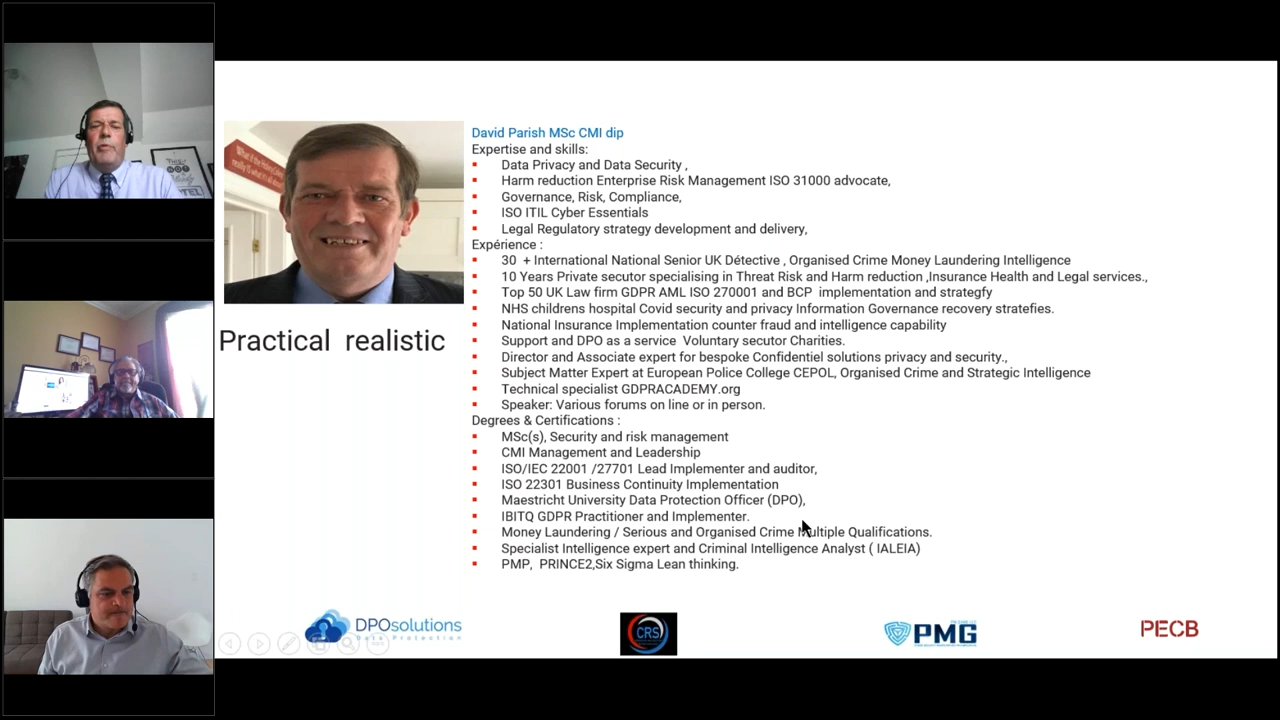 David Parish MSc CMI dip
Expertise and skills:
Data Privacy and Data Security ,
Harm reduction Enterprise Risk Management ISO 31000 advocate,
Governance, Risk, Compliance,
ISO ITIL Cyber Essentials
Legal Regulatory strategy development and delivery,
Expérience :
30 + International National Senior UK Détective , Organised Crime Money Laundering Intelligence
10 Years Private secutor specialising in Threat Risk and Harm reduction ,Insurance Health and Legal services.,
Top 50 UK Law firm GDPR AML ISO 270001 and BCP implementation and strategfy
NHS childrens hospital Covid security and privacy Information Governance recovery stratefies.
National Insurance Implementation counter fraud and intelligence capability
Support and DPO as a service Voluntary secutor Charities.
Director and Associate expert for bespoke Confidentiel solutions privacy and security.,
Subject Matter Expert at European Police College CEPOL, Organised Crime and Strategic Intelligence
Technical specialist GDPRACADEMY.org
Speaker: Various forums on line or in person.
Degrees & Certifications :
MSc(s), Security and risk management
CMI Management and Leadership
ISO/IEC 22001 /27701 Lead Implementer and auditor,
ISO 22301 Business Continuity Implementation
Maestricht University Data Protection Officer (DPO),
IBITQ GDPR Practitioner and Implementer.
Money Laundering / Serious and Organised Crime Multiple Qualifications.
Specialist Intelligence expert and Criminal Intelligence Analyst ( IALEIA)
PMP, PRINCE2,Six Sigma Lean thinking.
Practical realistic
DPOsolutions
Data Protection
CRS
PMG
PECB